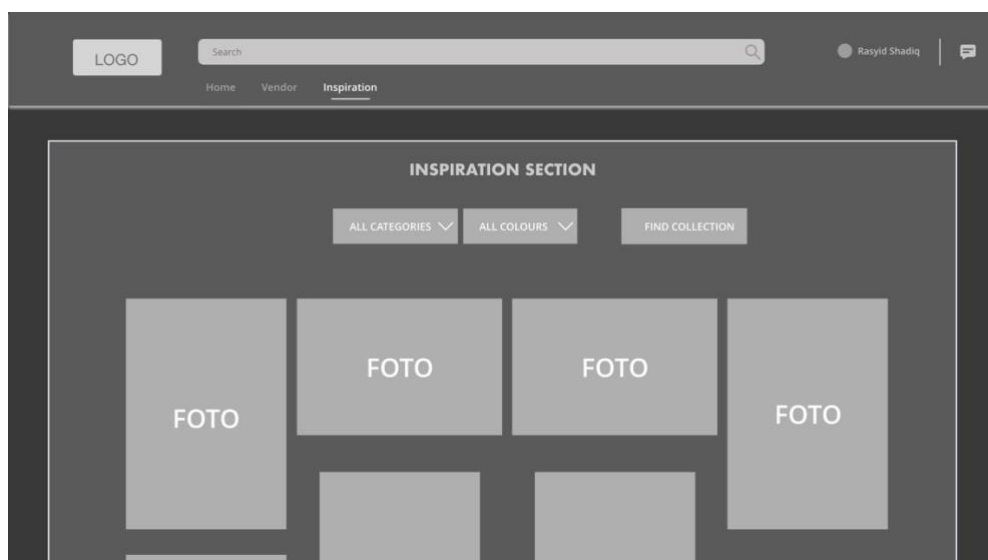 LOGO
Search
Rasyid Shadiq
Home Vendor Inspiration
INSPIRATION SECTION
ALL CATEGORIES ALL COLOURS FIND COLLECTION
FOTO FOTO
FOTO FOTO